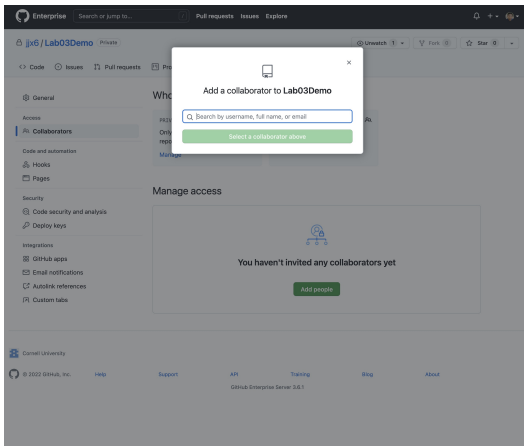 Enterprise
Search or jump to...
/
Pull requests Issues Explore
jjx6 / Lab03Demo Private
Unwatch 1
Fork 0
Star 0
Code
Issues
Pull requests
Add a collaborator to Lab03Demo
Search by username, full name, or email
Select a collaborator above
General
Access
Collaborators
Code and automation
Hooks
Pages
Security
Code security and analysis
Deploy keys
Integrations
GitHub apps
Email notifications
Autolink references
Custom tabs
Who
Only
Manage
Manage access
You haven't invited any collaborators yet
Add people
Cornell University
© 2022 GitHub, Inc.
Help
Support
API
Training
Blog
About
GitHub Enterprise Server 3.6.1